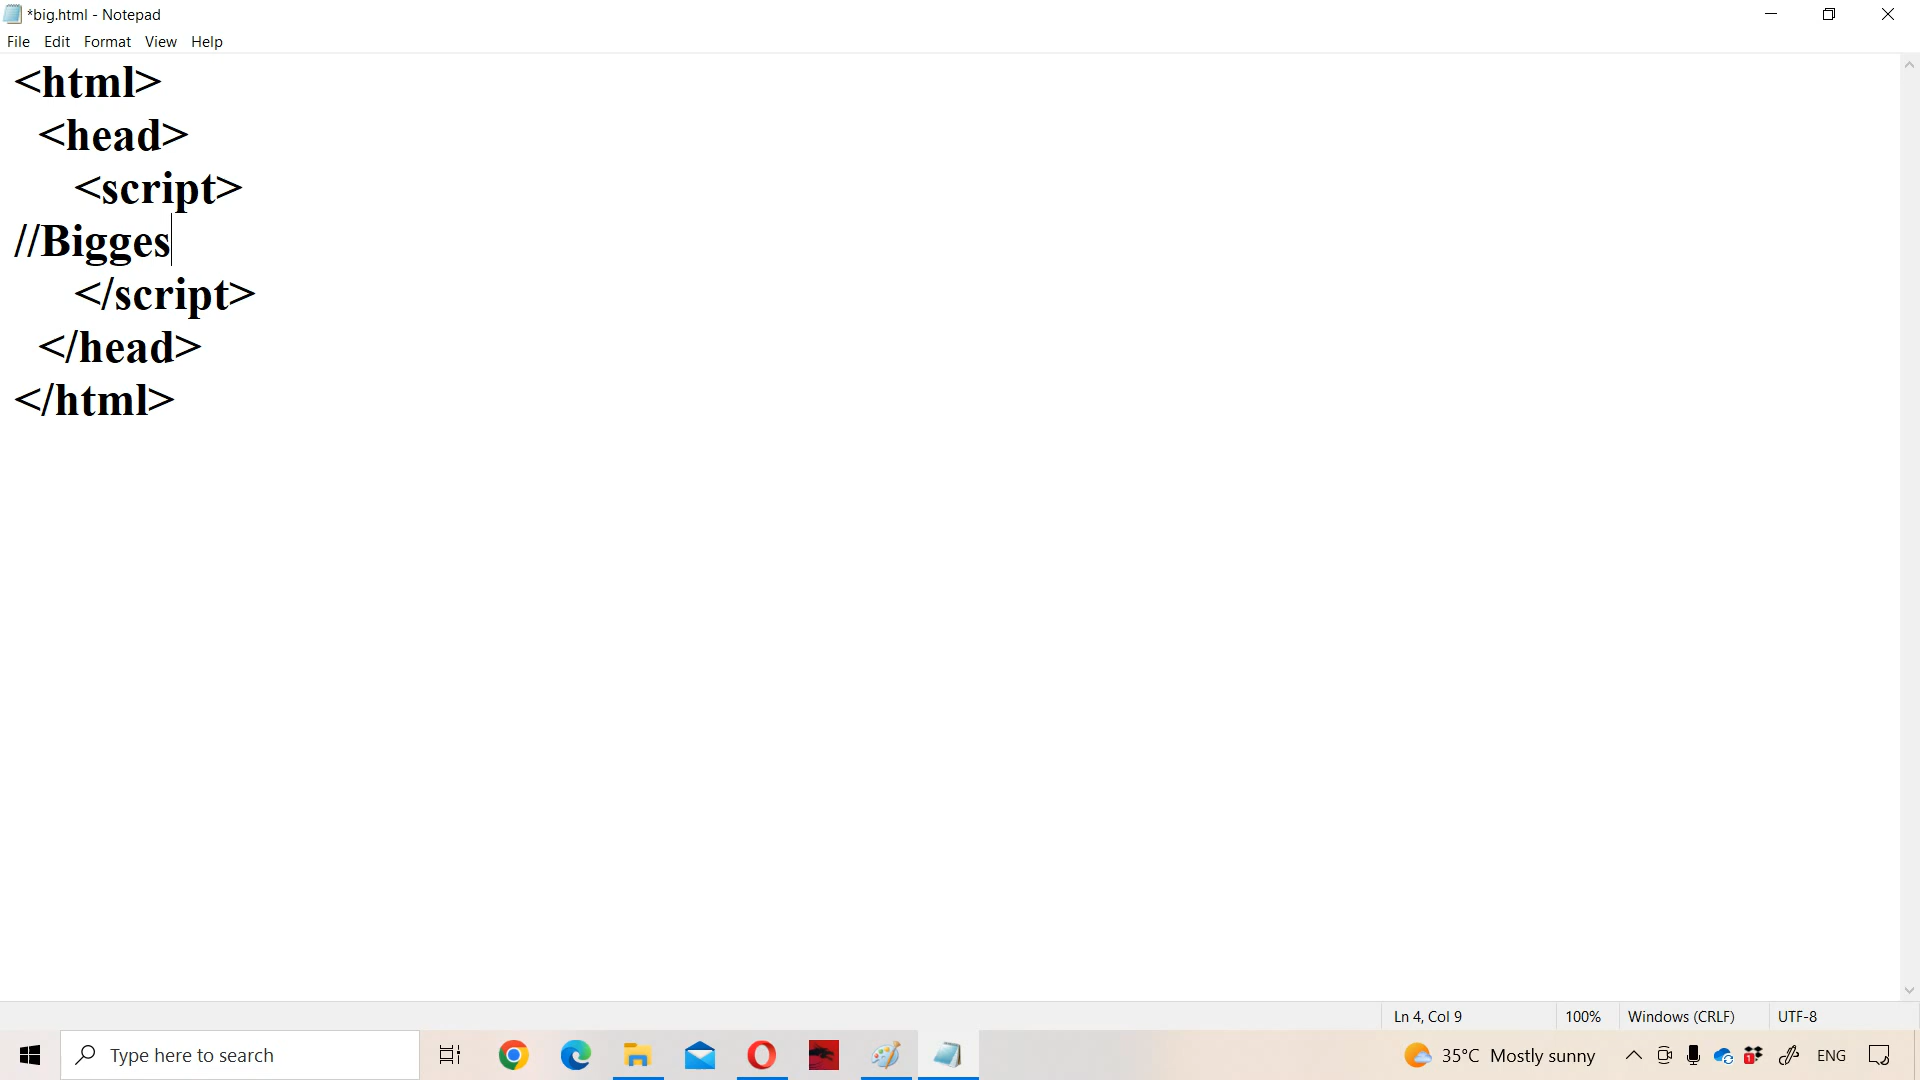 *big.html - Notepad
File Edit Format View Help
<html>
<head>
<script>
//Bigges
</script>
</head>
</html>
Ln 4, Col 9 100% Windows (CRLF) UTF-8
Type here to search 35°C Mostly sunny 1 ENG